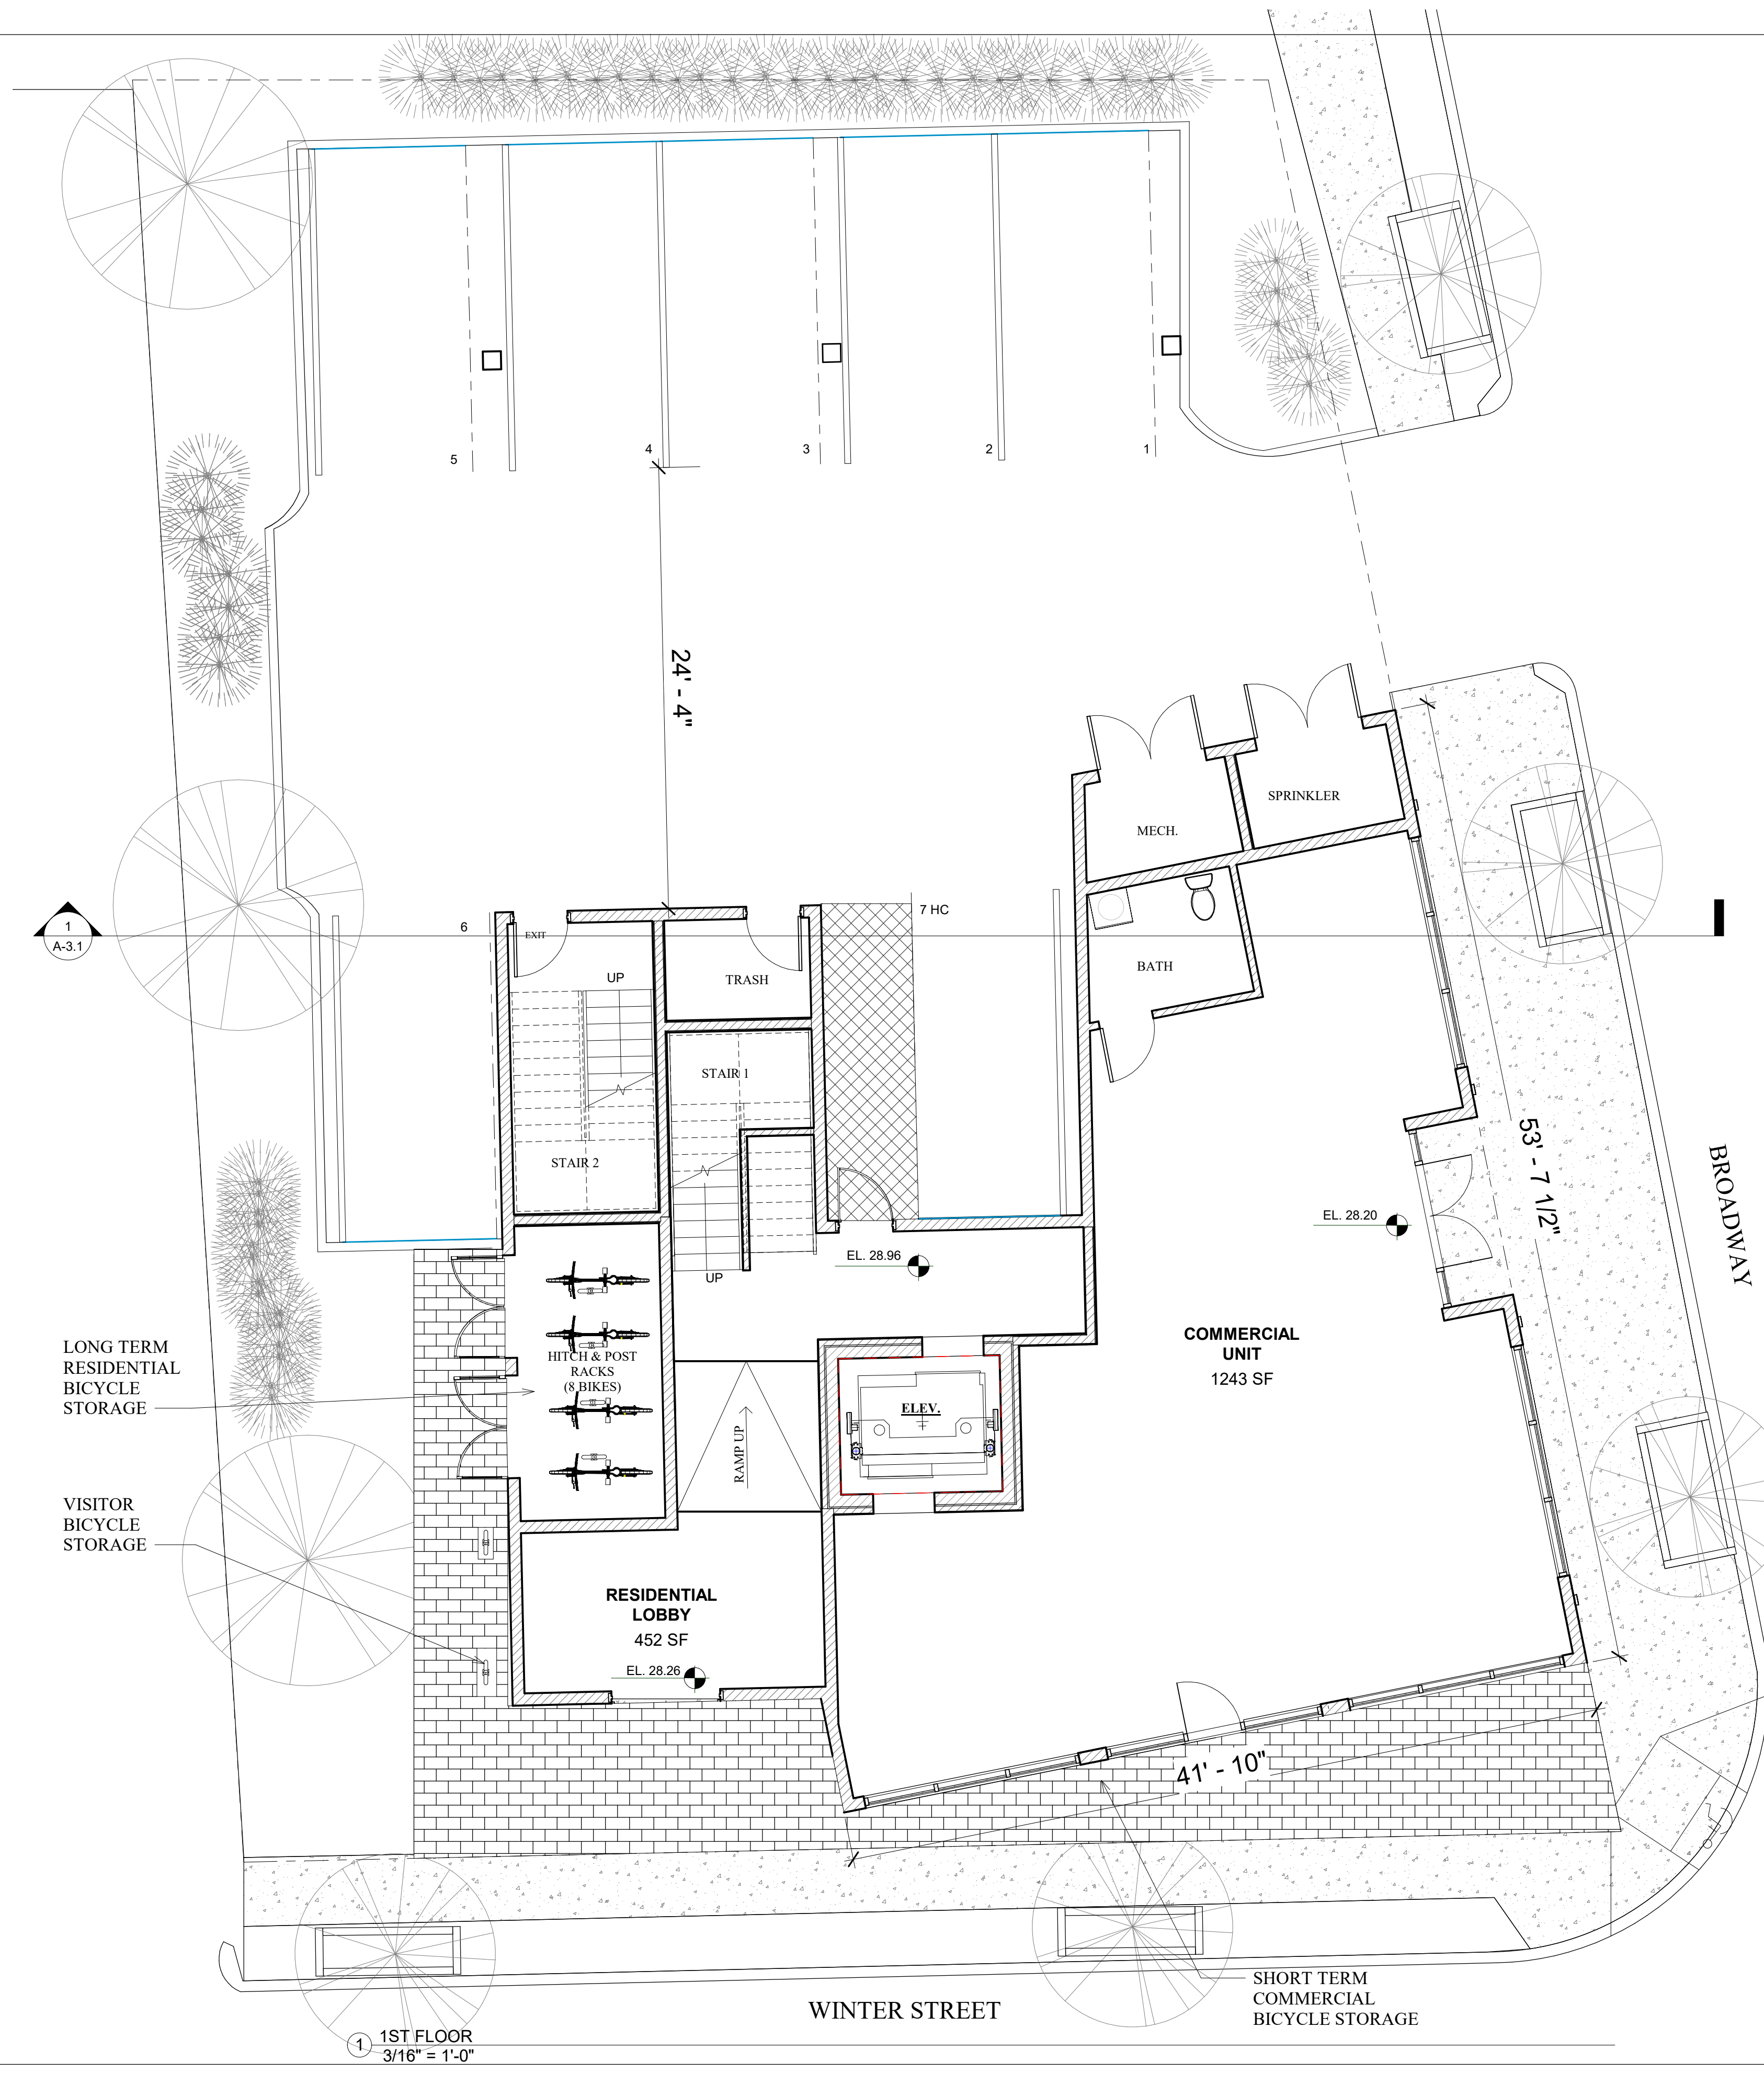 5
4
3
2
1
24' - 4"
SPRINKLER
MECH.
1
A-3.1
6
EXIT
7 HC
UP
TRASH
BATH
STAIR 1
STAIR 2
53' - 7 1/2"
BROADWAY
EL. 28.20
EL. 28.96
UP
LONG TERM
RESIDENTIAL
BICYCLE
STORAGE
HITCH & POST
RACKS
(8 BIKES)
COMMERCIAL
UNIT
1243 SF
ELEV.
RAMP UP
VISITOR
BICYCLE
STORAGE
RESIDENTIAL
LOBBY
452 SF
EL. 28.26
41' - 10"
SHORT TERM
COMMERCIAL
BICYCLE STORAGE
WINTER STREET
1
1ST FLOOR
3/16" = 1'-0"